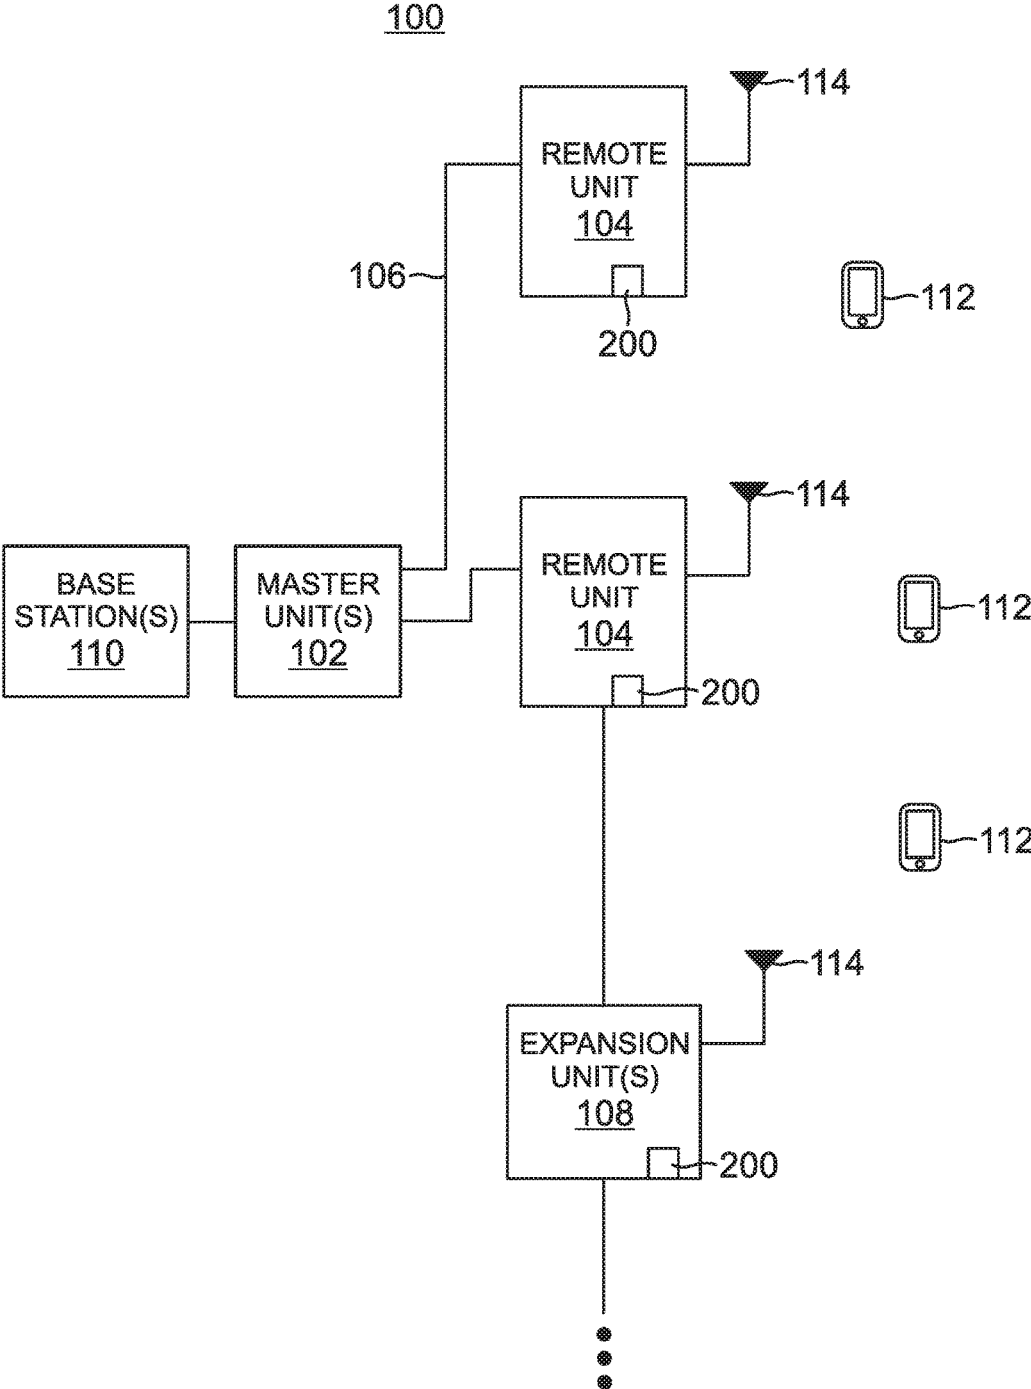 100
114
REMOTE
UNIT
104
106
112
200
114
REMOTE
UNIT
104
BASE
STATION(S)
110
MASTER
UNIT(S)
102
112
200
112
114
EXPANSION
UNIT(S)
108
200